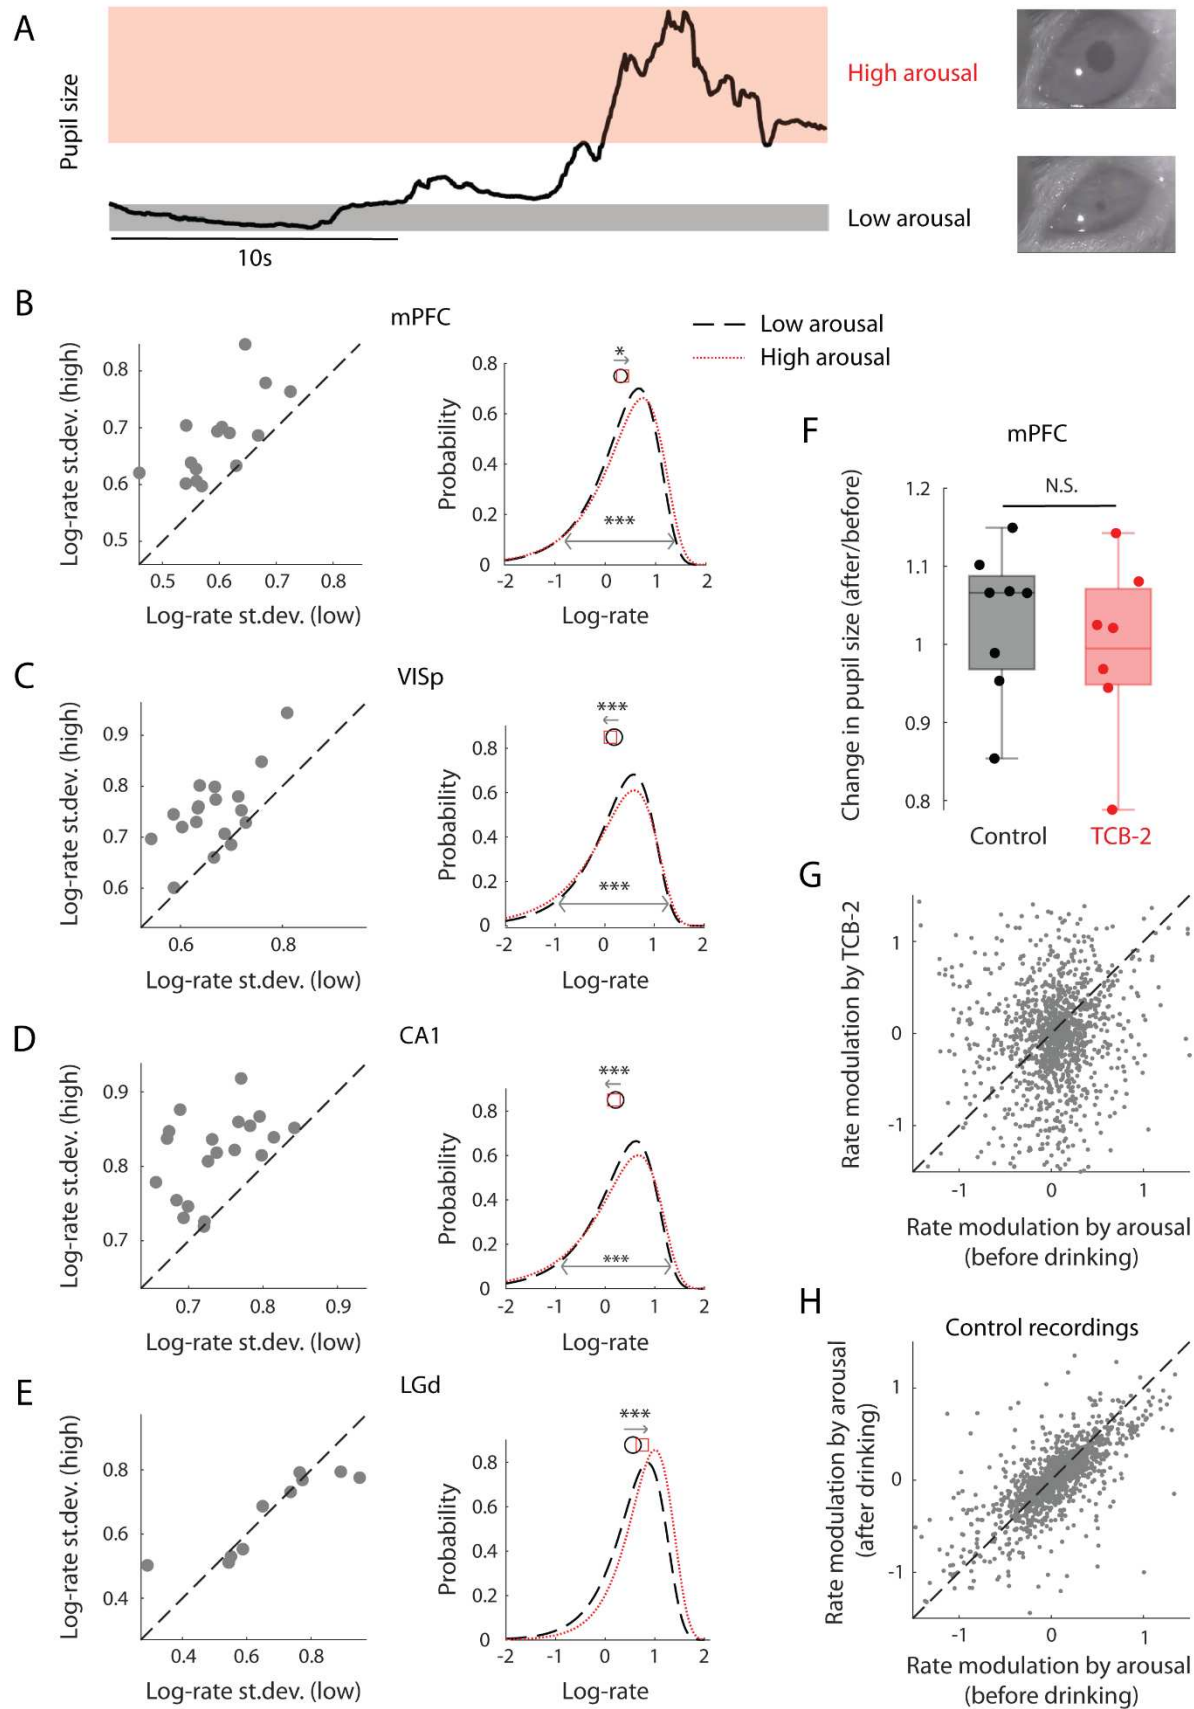 A
Pupil size
High arousal
Low arousal
10s
B
mPFC
Log-rate st.dev. (high)
0.8
0.7
0.6
0.5
0.5
0.6
0.7
0.8
Log-rate st.dev. (low)
Probability
0.8
0.6
0.4
0.2
0
*
***
-2
-1
0
1
2
Log-rate
Low arousal
High arousal
C
VISp
Log-rate st.dev. (high)
0.9
0.8
0.7
0.6
0.6
0.8
Log-rate st.dev. (low)
Probability
0.8
0.6
0.4
0.2
0
***
***
-2
-1
0
1
2
Log-rate
D
CA1
Log-rate st.dev. (high)
0.9
0.8
0.7
0.7
0.8
0.9
Log-rate st.dev. (low)
Probability
0.8
0.6
0.4
0.2
0
***
***
-2
-1
0
1
2
Log-rate
E
LGd
Log-rate st.dev. (high)
0.8
0.6
0.4
0.4
0.6
0.8
Log-rate st.dev. (low)
Probability
0.8
0.6
0.4
0.2
0
***
-2
-1
0
1
2
Log-rate
F
mPFC
N.S.
Change in pupil size (after/before)
1.2
1.1
1
0.9
0.8
Control
TCB-2
G
Rate modulation by TCB-2
1
0
-1
-1
0
1
Rate modulation by arousal
(before drinking)
H
Control recordings
Rate modulation by arousal
(after drinking)
1
0
-1
-1
0
1
Rate modulation by arousal
(before drinking)